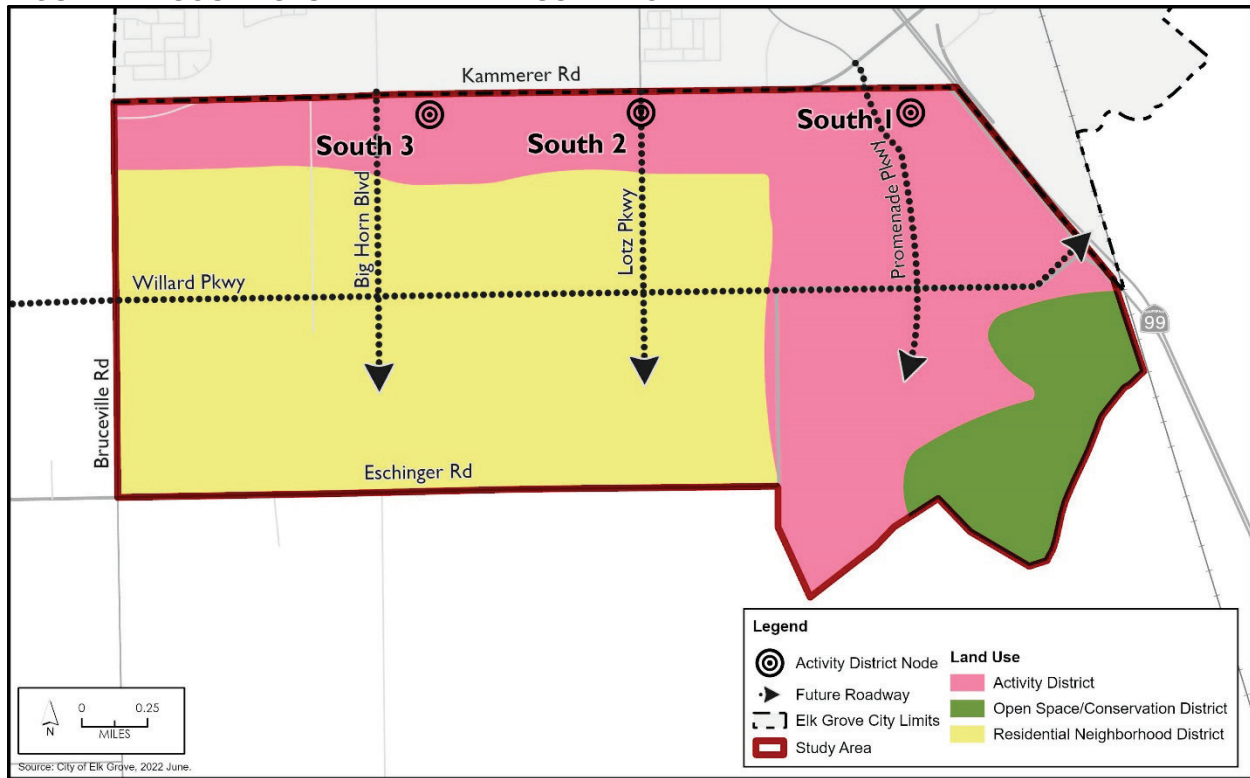 Kammerer Rd
South 3
South 2
South 1
Big Horn Blvd
Lotz Pkwy
Promenade Pkwy
Willard Pkwy
Bruceville Rd
Eschinger Rd
99
Legend
Activity District Node
Future Roadway
Elk Grove City Limits
Study Area
Land Use
Activity District
Open Space/Conservation District
Residential Neighborhood District
N
0 0.25
MILES
Source: City of Elk Grove, 2022 June.